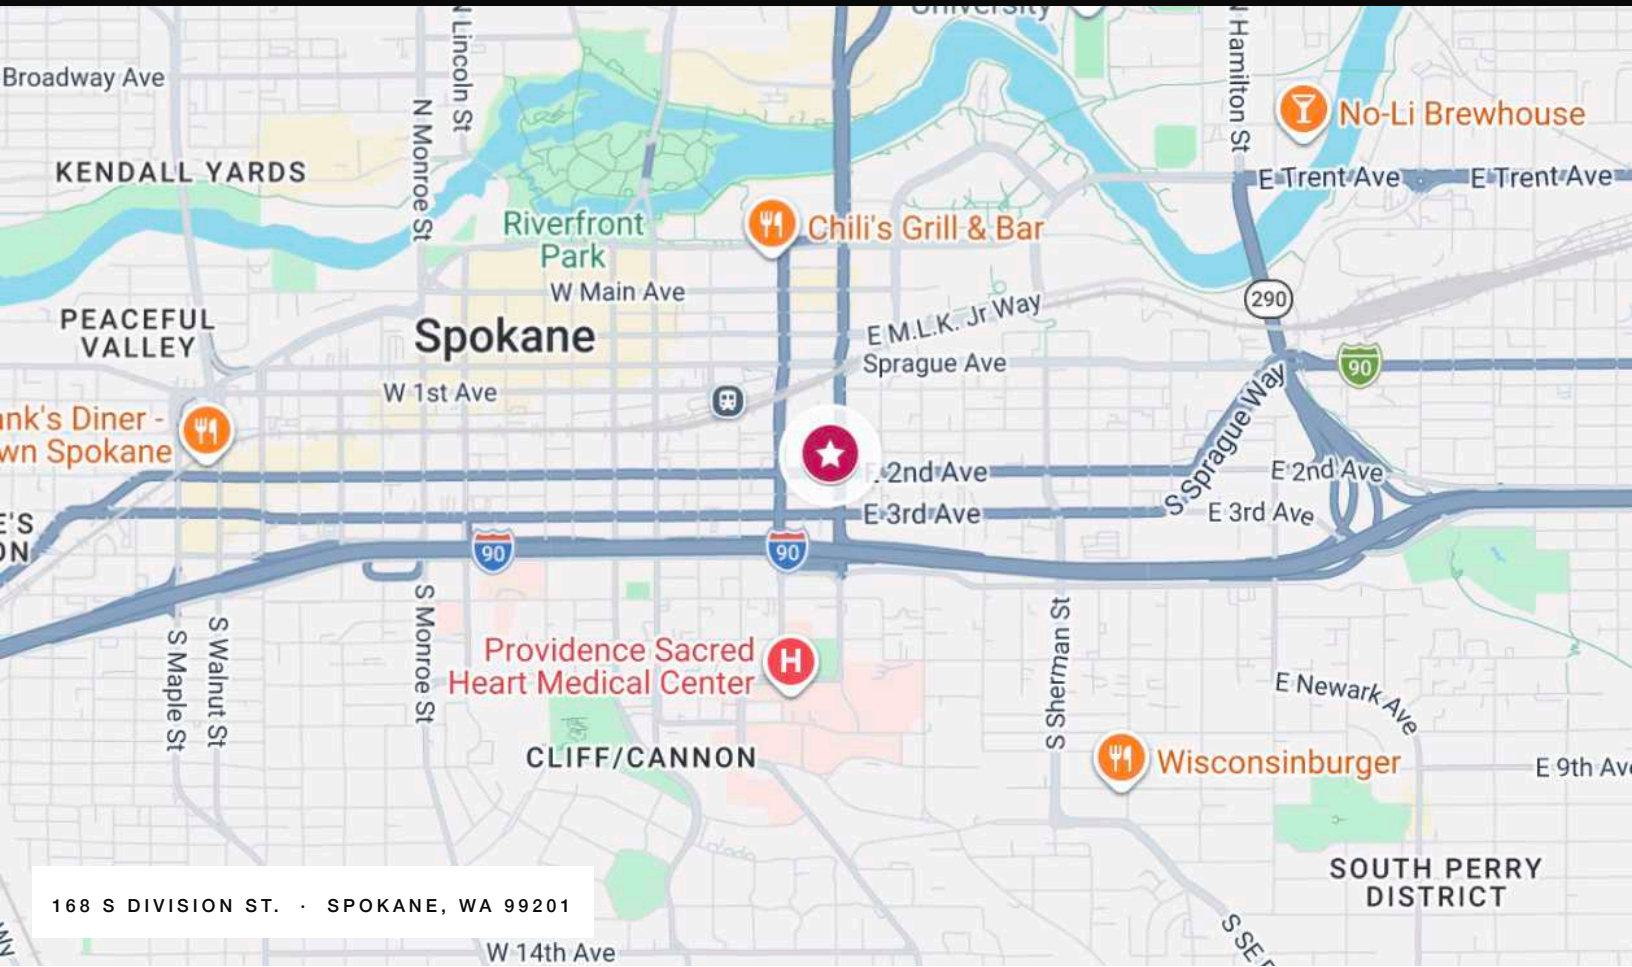 University
N Lincoln St
N Hamilton St
Broadway Ave
N Monroe St
No-Li Brewhouse
KENDALL YARDS
E Trent Ave
E Trent Ave
Riverfront
Park
Chili's Grill & Bar
W Main Ave
290
PEACEFUL
VALLEY
Spokane
E M.L.K. Jr Way
Sprague Ave
90
W 1st Ave
S Sprague Way
ank's Diner -
wn Spokane
E 2nd Ave
E 2nd Ave
E 3rd Ave
E 3rd Ave
E'S
ON
90
90
S Maple St
S Walnut St
S Monroe St
S Sherman St
Providence Sacred
Heart Medical Center
H
E Newark Ave
CLIFF/CANNON
Wisconsinburger
E 9th Ave
SOUTH PERRY
DISTRICT
168 S DIVISION ST. · SPOKANE, WA 99201
W 14th Ave